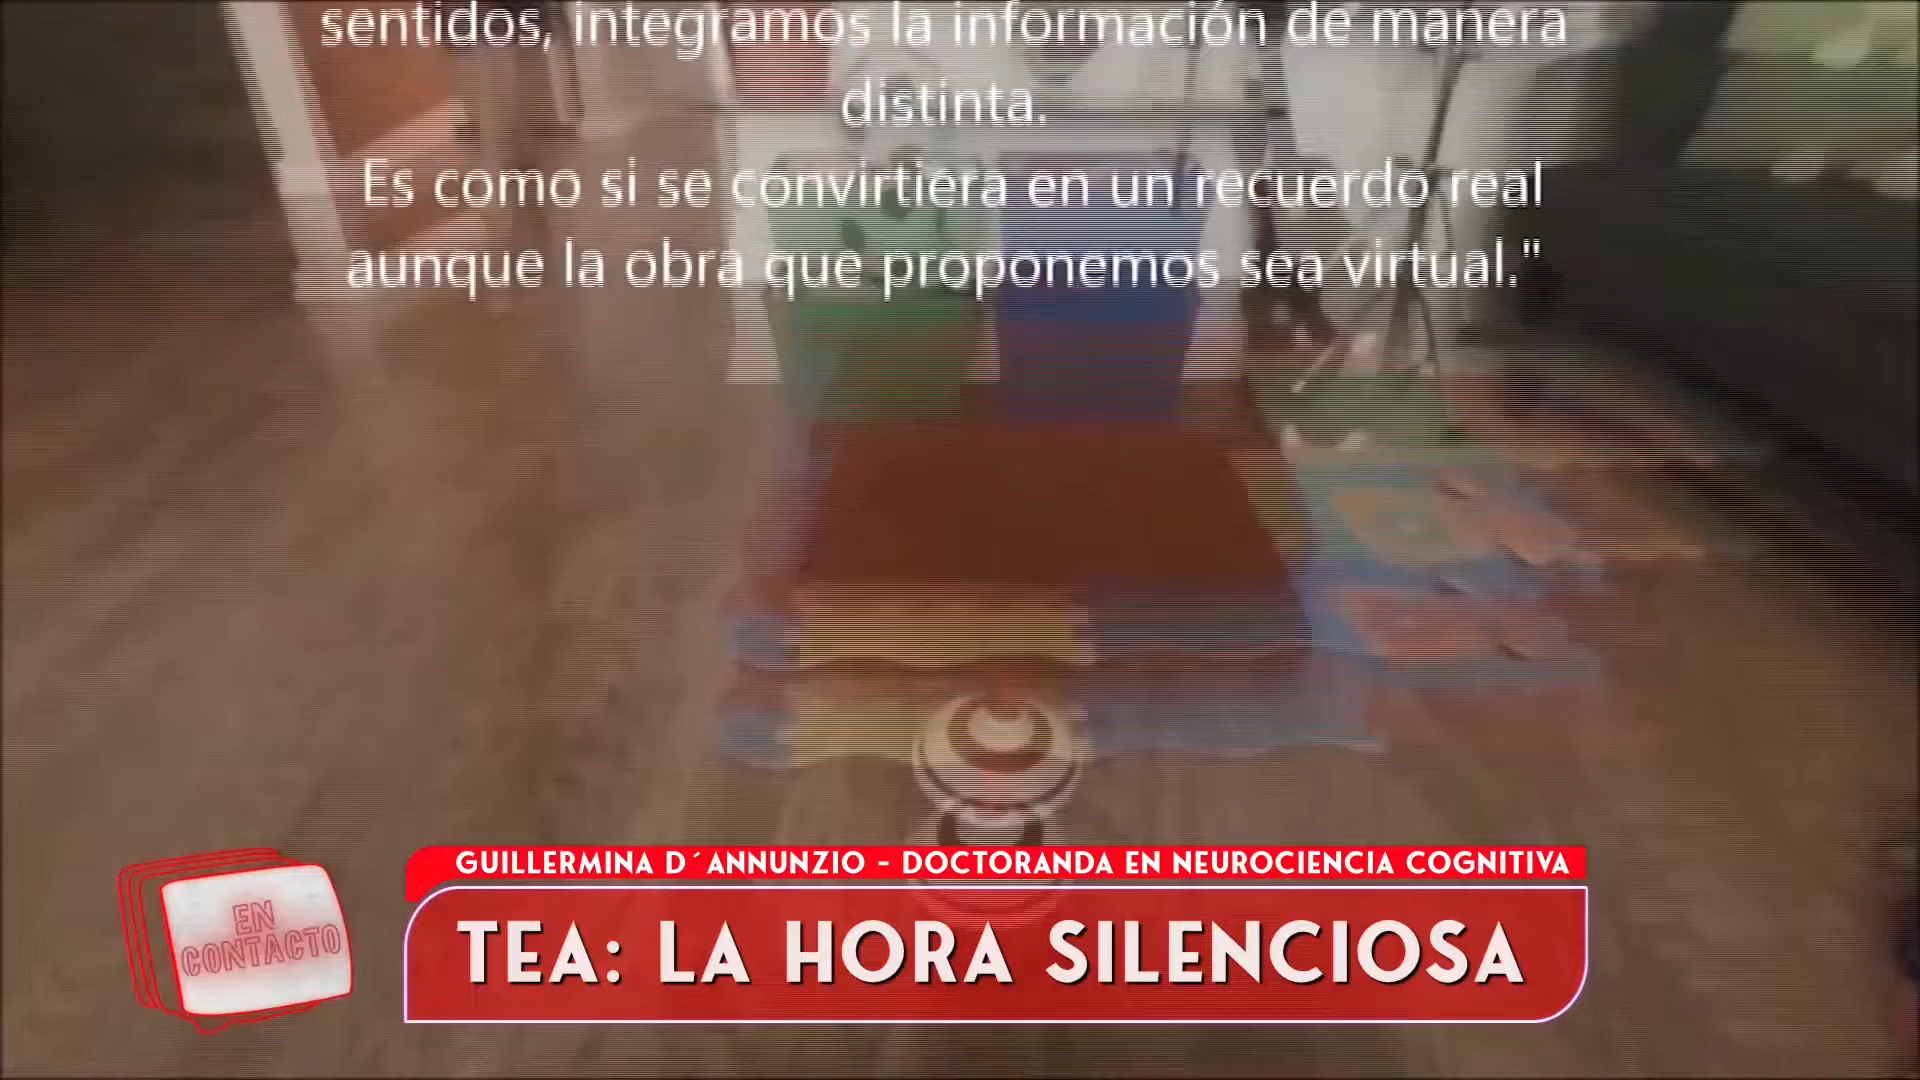 sentidos, integramos la información de manera
distinta.
Es como si se convirtiera en un recuerdo real
aunque la obra que proponemos sea virtual."
GUILLERMINA D´ANNUNZIO - DOCTORANDA EN NEUROCIENCIA COGNITIVA
EN
CONTACTO
TEA: LA HORA SILENCIOSA